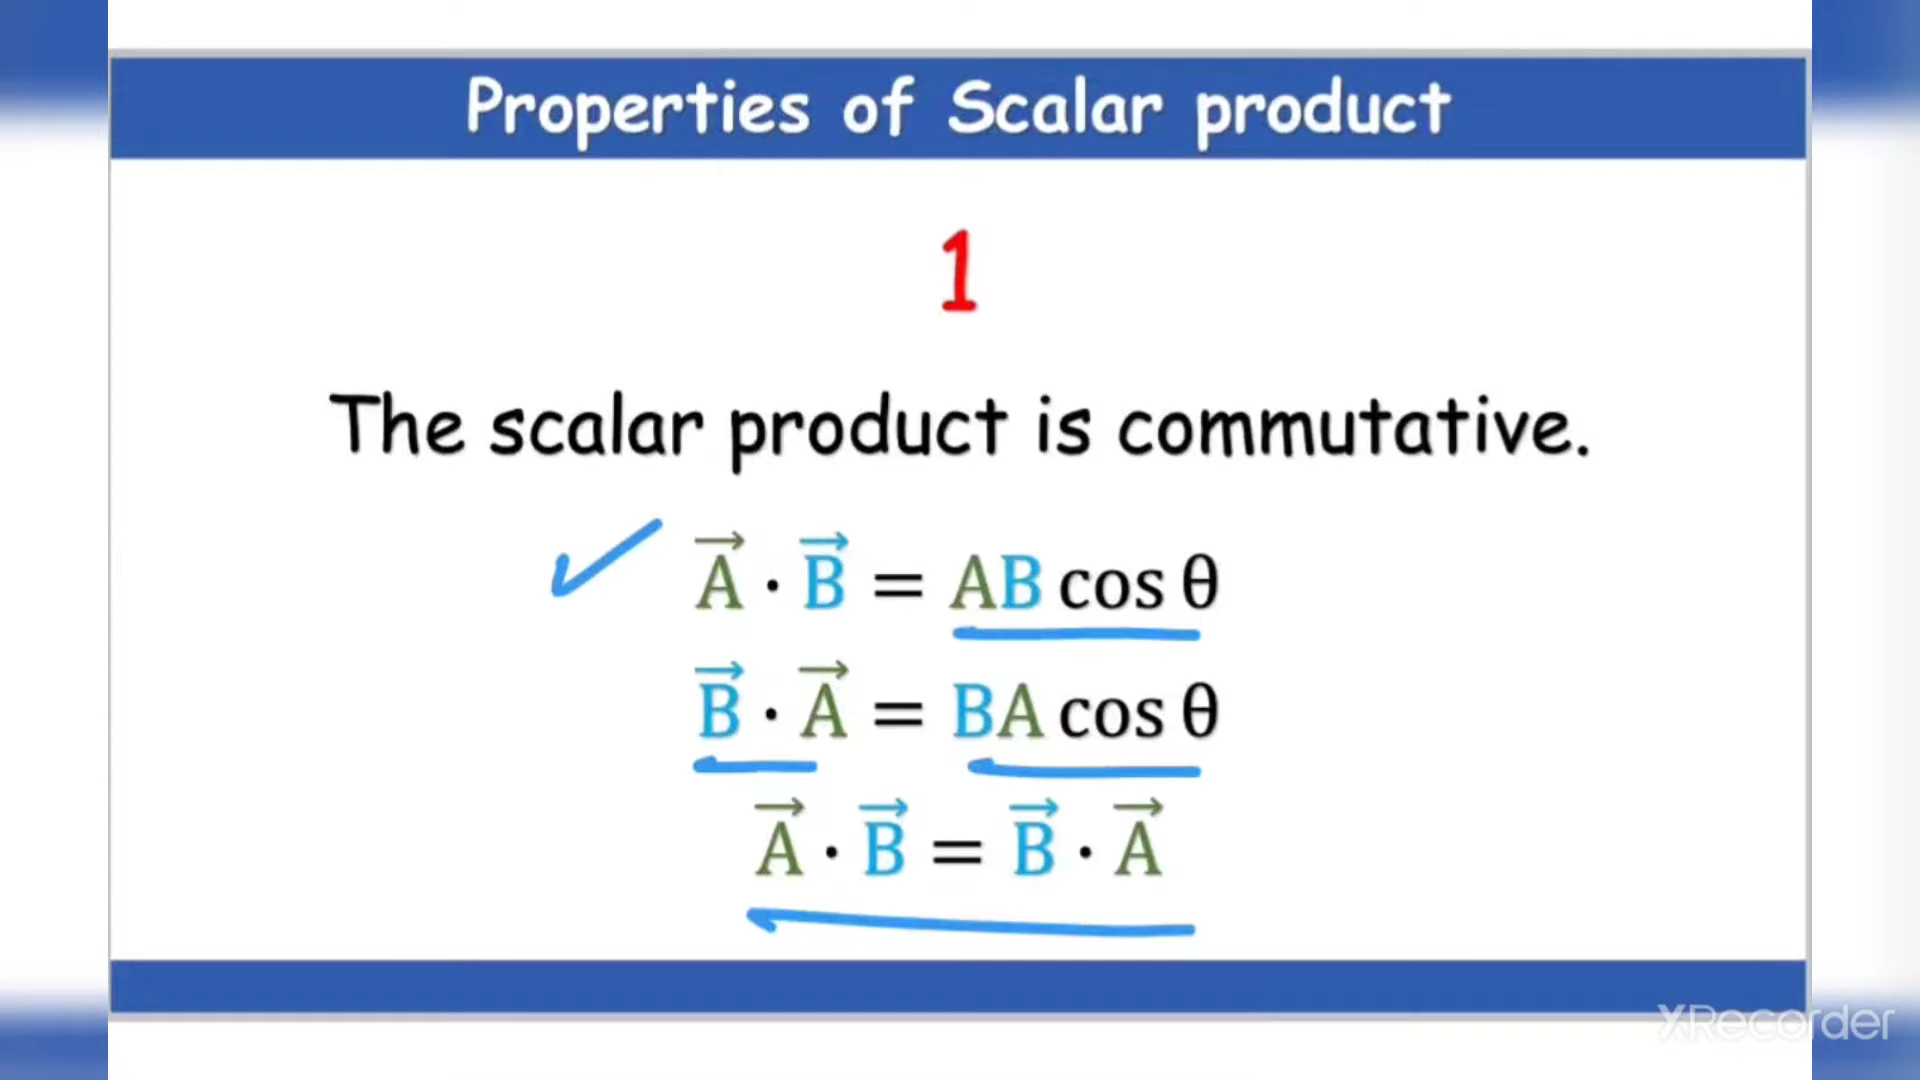 Properties of Scalar product
1
The scalar product is commutative.
A⃗ · B⃗ = AB cos θ
B⃗ · A⃗ = BA cos θ
A⃗ · B⃗ = B⃗ · A⃗
XRecorder